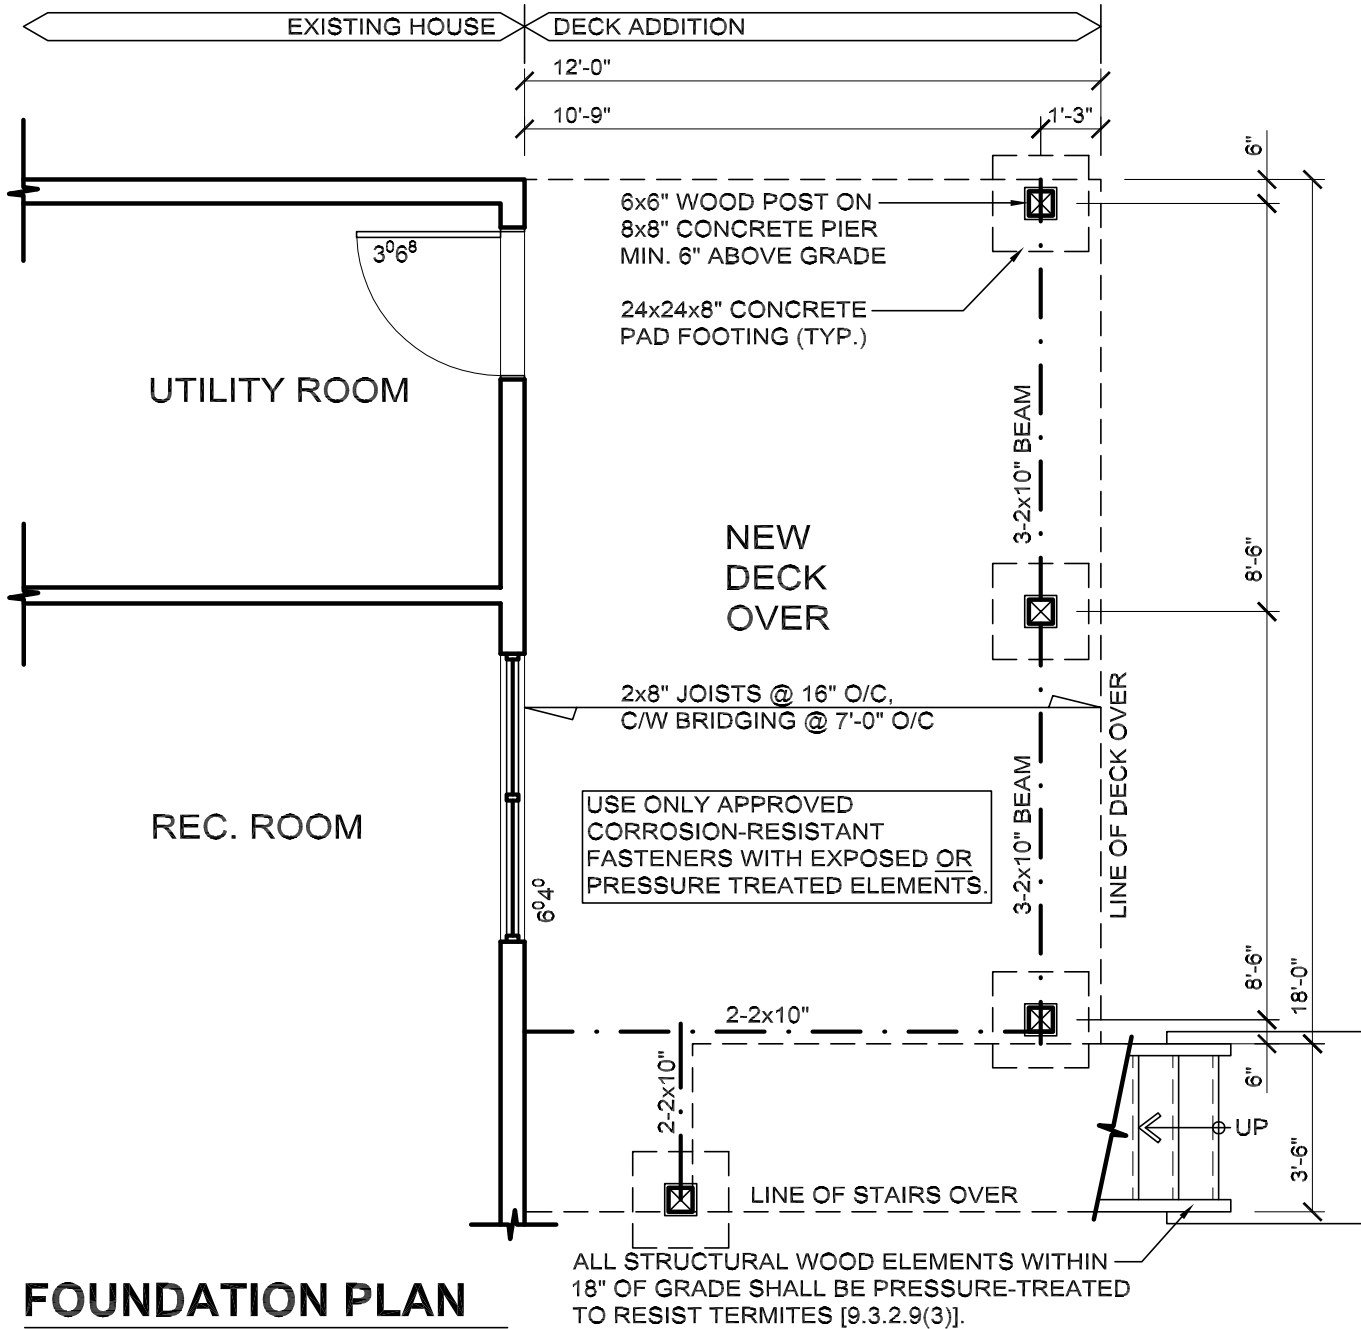 EXISTING HOUSE
DECK ADDITION
12'-0"
10'-9"
1'-3"
6"
6x6" WOOD POST ON
8x8" CONCRETE PIER
MIN. 6" ABOVE GRADE
3⁰6⁸
24x24x8" CONCRETE
PAD FOOTING (TYP.)
UTILITY ROOM
3-2x10" BEAM
NEW
DECK
OVER
8'-6"
2x8" JOISTS @ 16" O/C,
C/W BRIDGING @ 7'-0" O/C
LINE OF DECK OVER
3-2x10" BEAM
USE ONLY APPROVED
CORROSION-RESISTANT
FASTENERS WITH EXPOSED OR
PRESSURE TREATED ELEMENTS.
REC. ROOM
6⁰4⁰
8'-6"
18'-0"
2-2x10"
2-2x10"
6"
UP
3'-6"
LINE OF STAIRS OVER
ALL STRUCTURAL WOOD ELEMENTS WITHIN
18" OF GRADE SHALL BE PRESSURE-TREATED
TO RESIST TERMITES [9.3.2.9(3)].
FOUNDATION PLAN